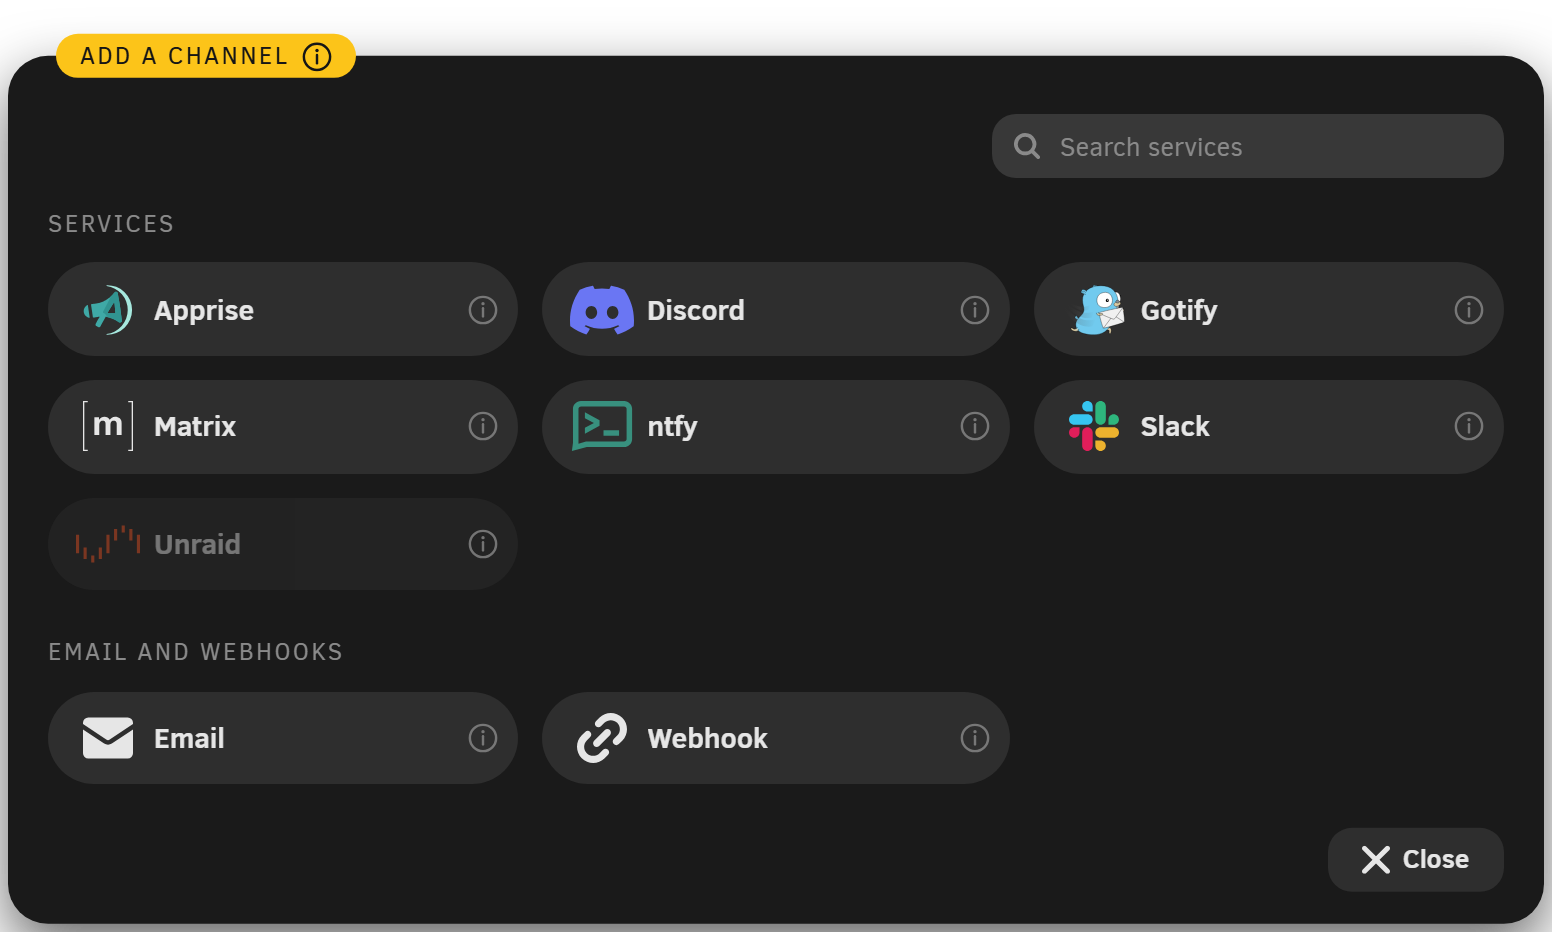 ADD A CHANNEL
Search services
SERVICES
Apprise
Discord
Gotify
[m] Matrix
ntfy
Slack
Unraid
EMAIL AND WEBHOOKS
Email
Webhook
Close